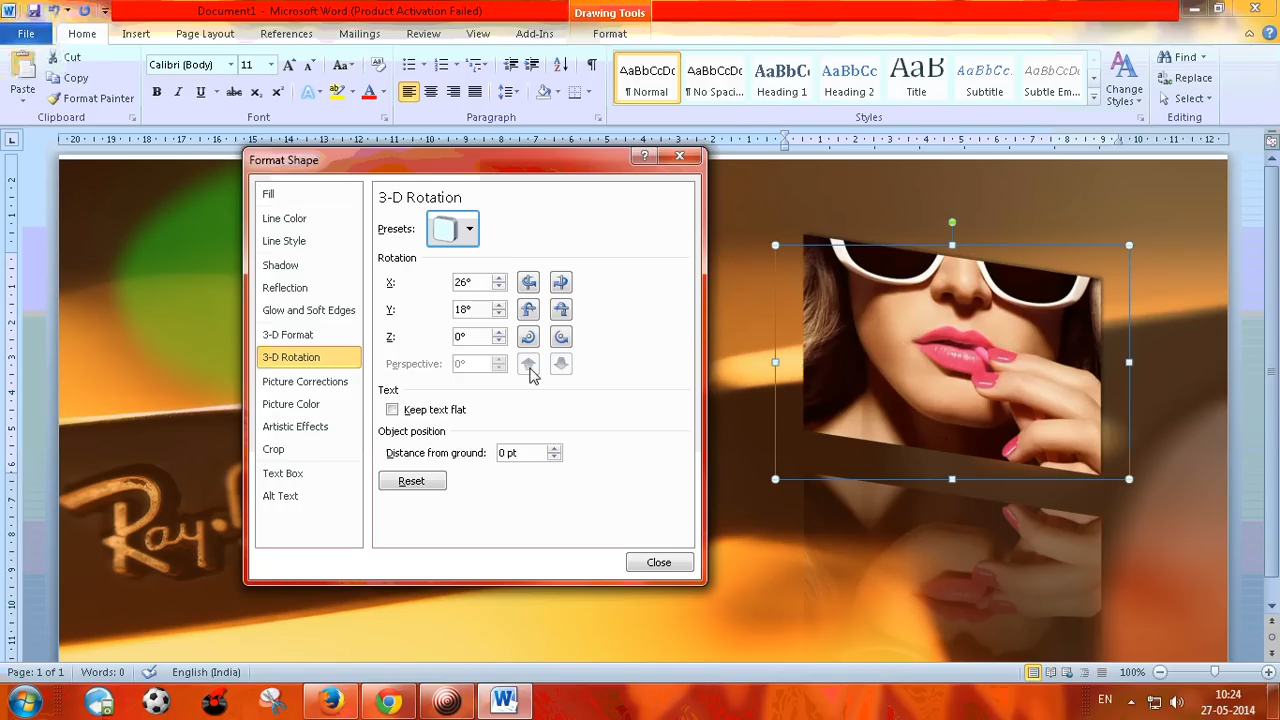 Document1 - Microsoft Word (Product Activation Failed)
Drawing Tools
File Home Insert Page Layout References Mailings Review View Add-Ins Format
Paste
Cut
Copy
Format Painter
Clipboard
Calibri (Body) 11
Font
Paragraph
AaBbCcDc
¶ Normal
AaBbCcDc
¶ No Spaci...
AaBbCc
Heading 1
AaBbCc
Heading 2
AaB
Title
AaBbCc.
Subtitle
AaBbCcDc
Subtle Em...
Change Styles
Styles
Find
Replace
Select
Editing
Format Shape
Fill
Line Color
Line Style
Shadow
Reflection
Glow and Soft Edges
3-D Format
3-D Rotation
Picture Corrections
Picture Color
Artistic Effects
Crop
Text Box
Alt Text
3-D Rotation
Presets:
Rotation
X: 26°
Y: 18°
Z: 0°
Perspective: 0°
Text
Keep text flat
Object position
Distance from ground: 0 pt
Reset
Close
Page: 1 of 1 Words: 0 English (India) 100%
EN
10:24
27-05-2014